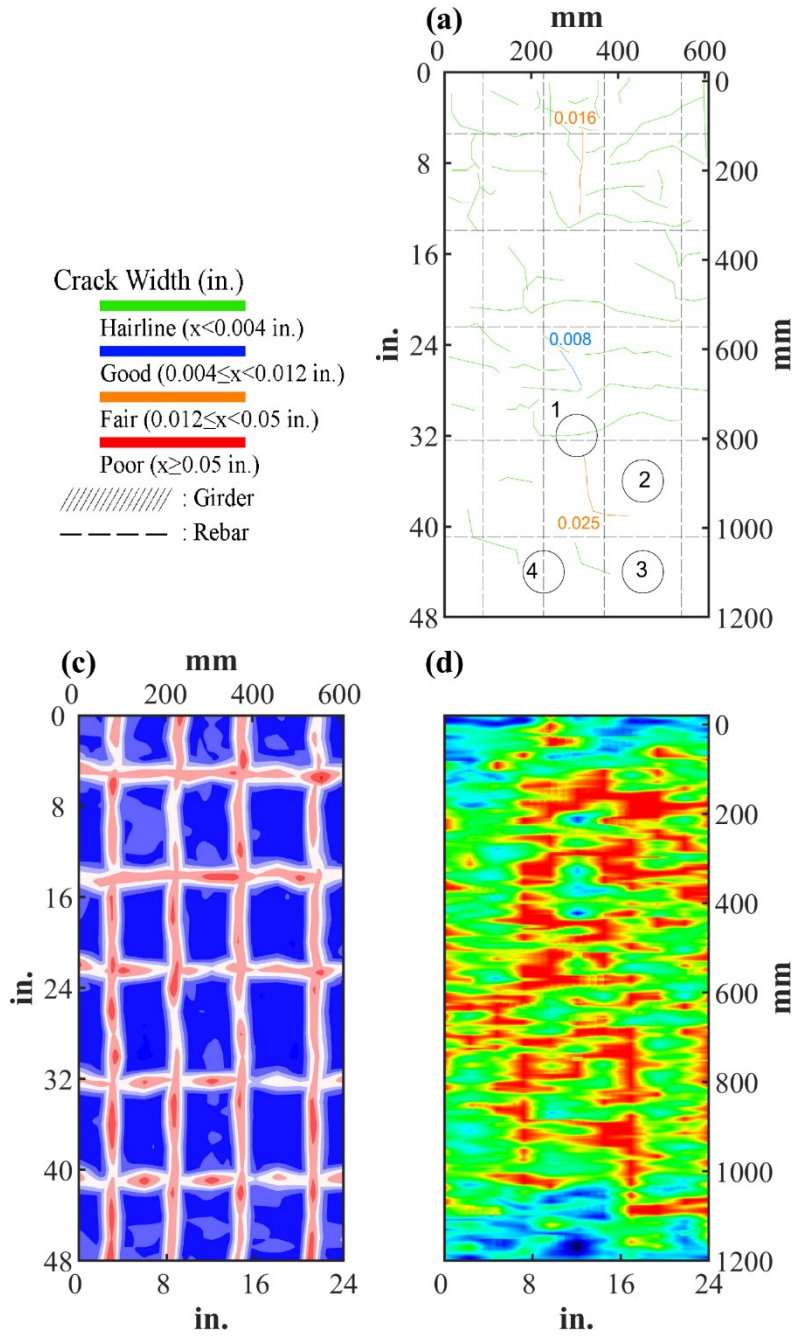 (a)
mm
0 200 400 600
0
8
16
24
32
40
48
in.
0
200
400
600
800
1000
1200
mm
0.016
0.008
0.025
1
2
3
4
Crack Width (in.)
Hairline (x<0.004 in.)
Good (0.004≤x<0.012 in.)
Fair (0.012≤x<0.05 in.)
Poor (x≥0.05 in.)
: Girder
: Rebar
(c)
mm
0 200 400 600
0
8
16
24
32
40
48
in.
8 16 24
in.
(d)
0
200
400
600
800
1000
1200
mm
8 16 24
in.